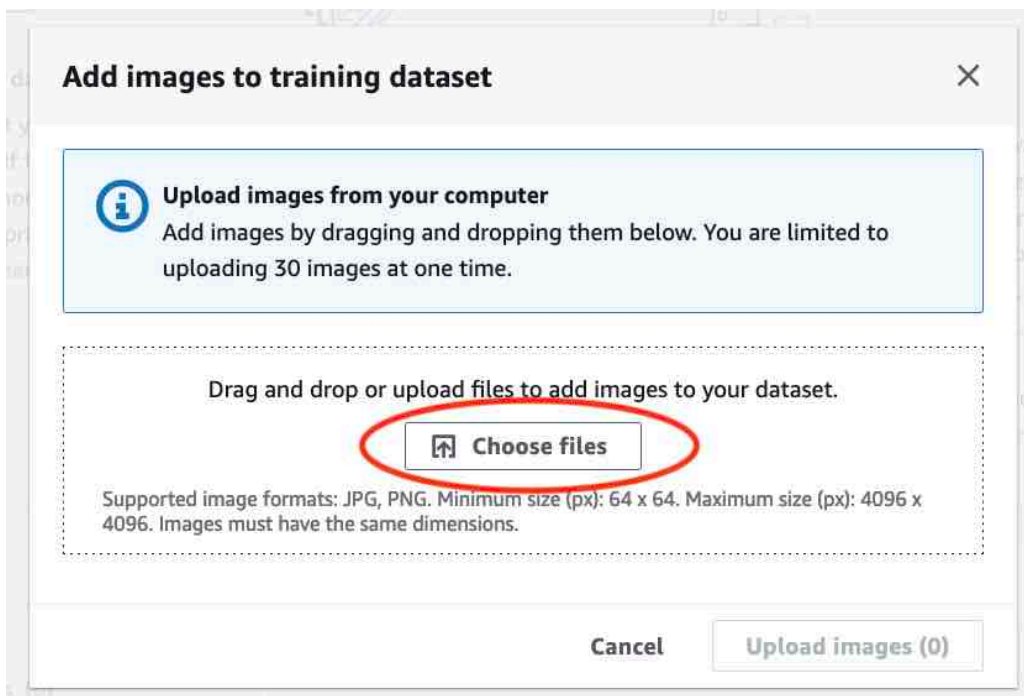 Add images to training dataset
Upload images from your computer
Add images by dragging and dropping them below. You are limited to
uploading 30 images at one time.
Drag and drop or upload files to add images to your dataset.
Choose files
Supported image formats: JPG, PNG. Minimum size (px): 64 x 64. Maximum size (px): 4096 x
4096. Images must have the same dimensions.
Cancel
Upload images (0)